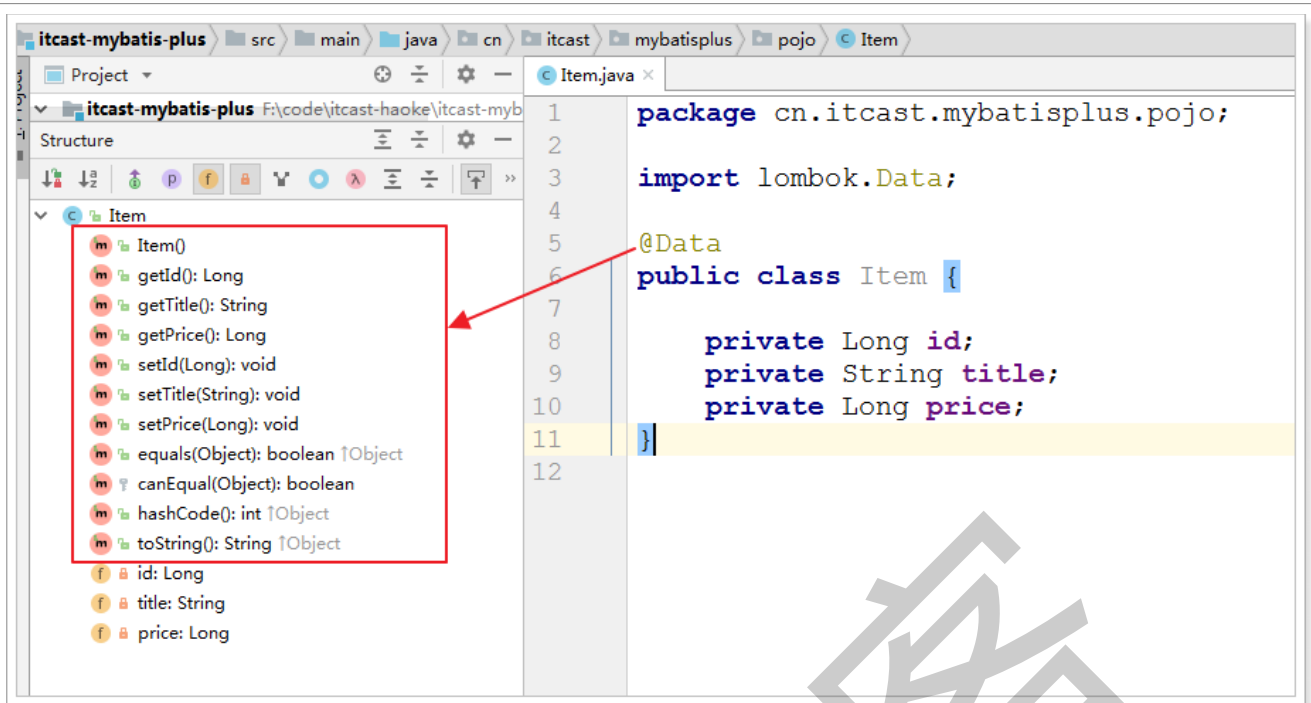 itcast-mybatis-plus src main java cn itcast mybatisplus pojo Item
Project
Item.java
itcast-mybatis-plus F:\code\itcast-haoke\itcast-myb
Structure
Item
Item()
getId(): Long
getTitle(): String
getPrice(): Long
setId(Long): void
setTitle(String): void
setPrice(Long): void
equals(Object): boolean ↑Object
canEqual(Object): boolean
hashCode(): int ↑Object
toString(): String ↑Object
id: Long
title: String
price: Long
1 package cn.itcast.mybatisplus.pojo;
2
3 import lombok.Data;
4
5 @Data
6 public class Item {
7
8 private Long id;
9 private String title;
10 private Long price;
11 }
12